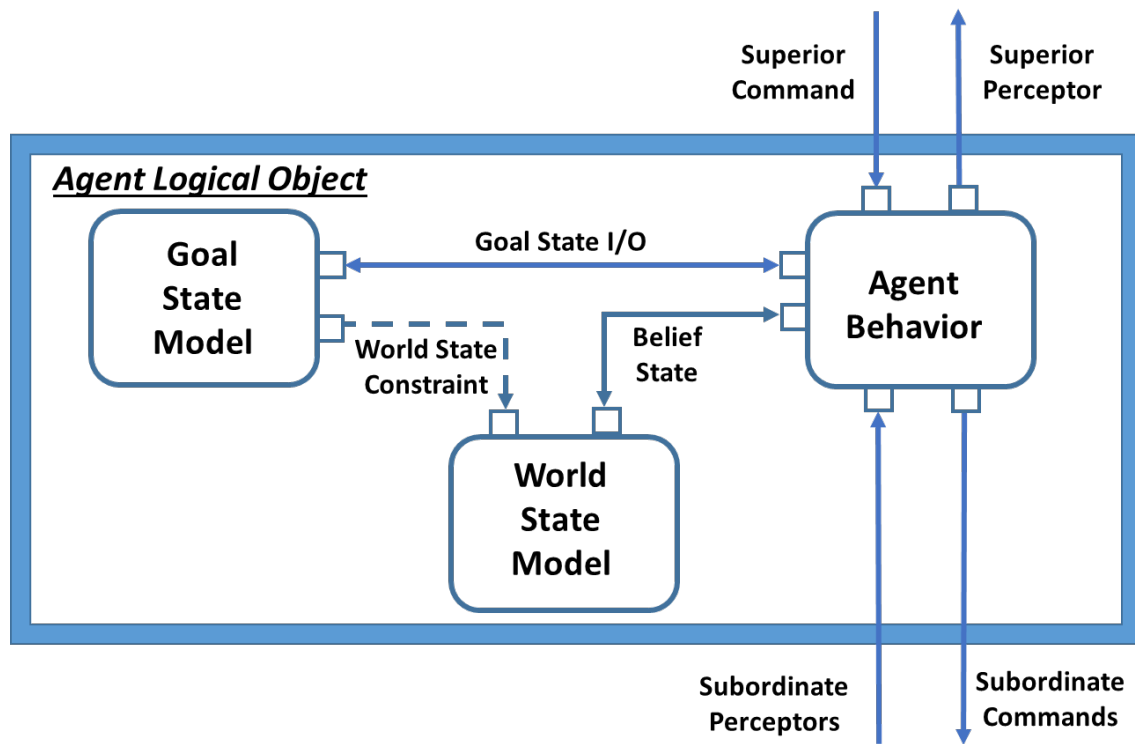 Superior
Command
Superior
Perceptor
Agent Logical Object
Goal
State
Model
Goal State I/O
Agent
Behavior
World State
Constraint
Belief
State
World
State
Model
Subordinate
Perceptors
Subordinate
Commands